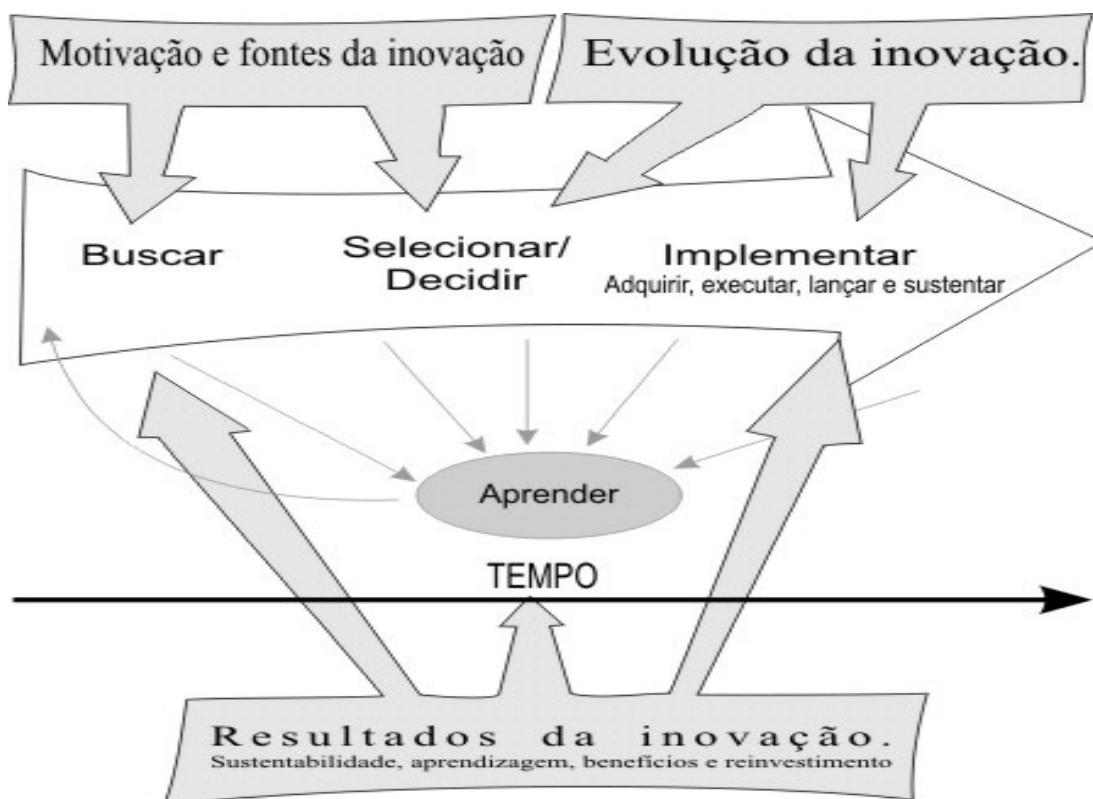 Motivação e fontes da inovação
Evolução da inovação.
Buscar
Selecionar/
Decidir
Implementar
Adquirir, executar, lançar e sustentar
Aprender
TEMPO
Resultados da inovação.
Sustentabilidade, aprendizagem, benefícios e reinvestimento